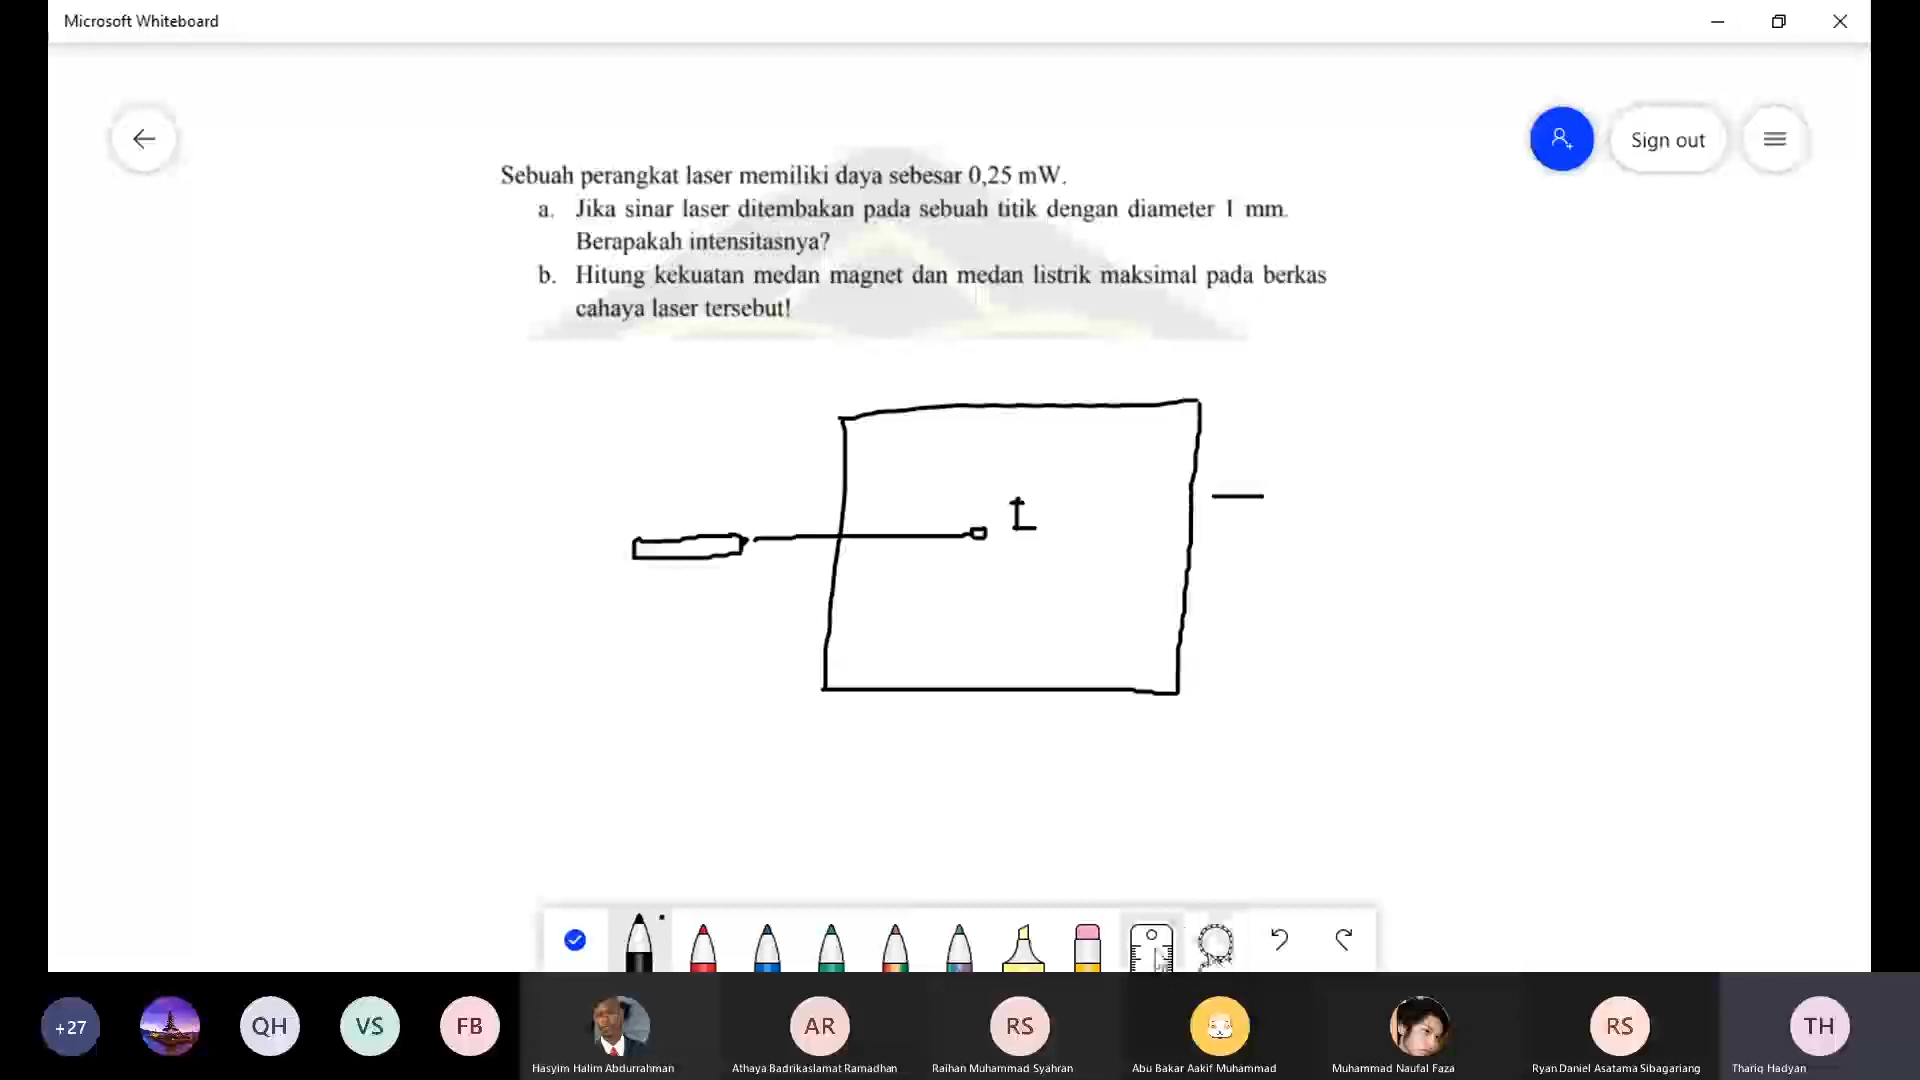 Microsoft Whiteboard
Sign out
Sebuah perangkat laser memiliki daya sebesar 0,25 mW.
a. Jika sinar laser ditembakan pada sebuah titik dengan diameter 1 mm.
Berapakah intensitasnya?
b. Hitung kekuatan medan magnet dan medan listrik maksimal pada berkas
cahaya laser tersebut!
+27
QH
VS
FB
AR
RS
RS
TH
Hasyim Halim Abdurrahman
Athaya Badrikaslamat Ramadhan
Raihan Muhammad Syahran
Abu Bakar Aakif Muhammad
Muhammad Naufal Faza
Ryan Daniel Asatama Sibagariang
Thariq Hadyan